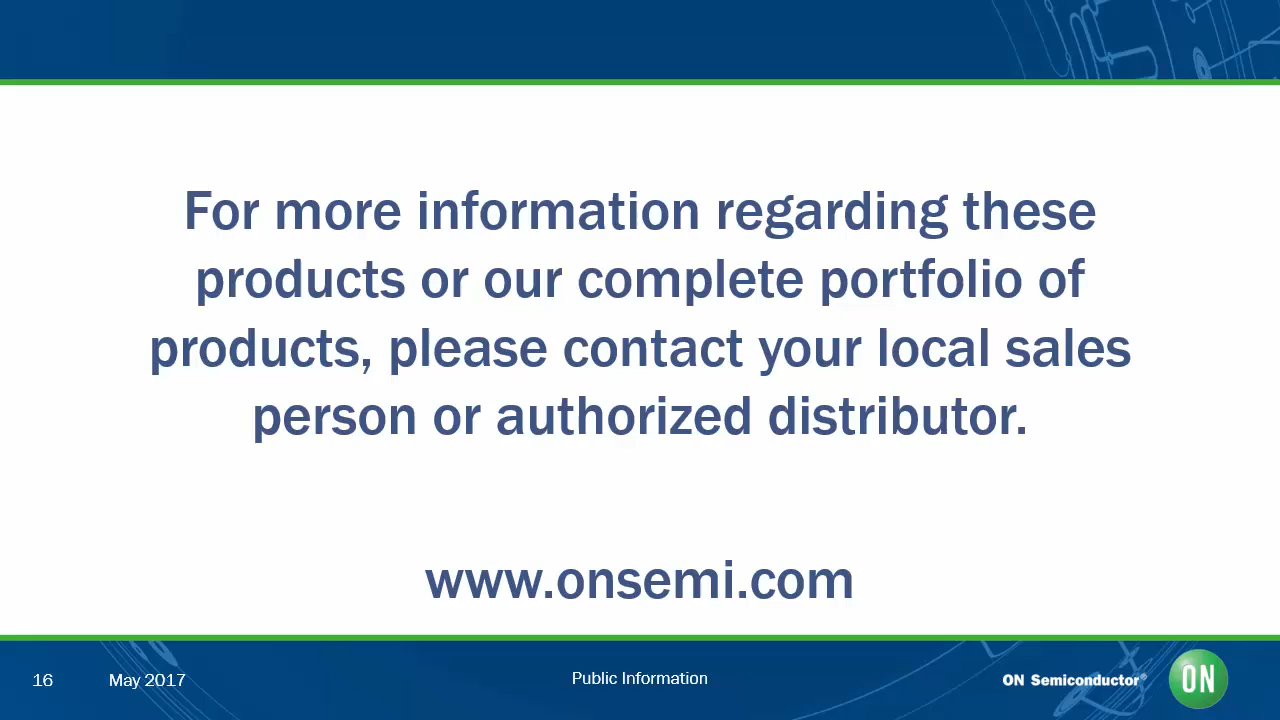 For more information regarding these
products or our complete portfolio of
products, please contact your local sales
person or authorized distributor.
www.onsemi.com
16 May 2017 Public Information ON Semiconductor® ON